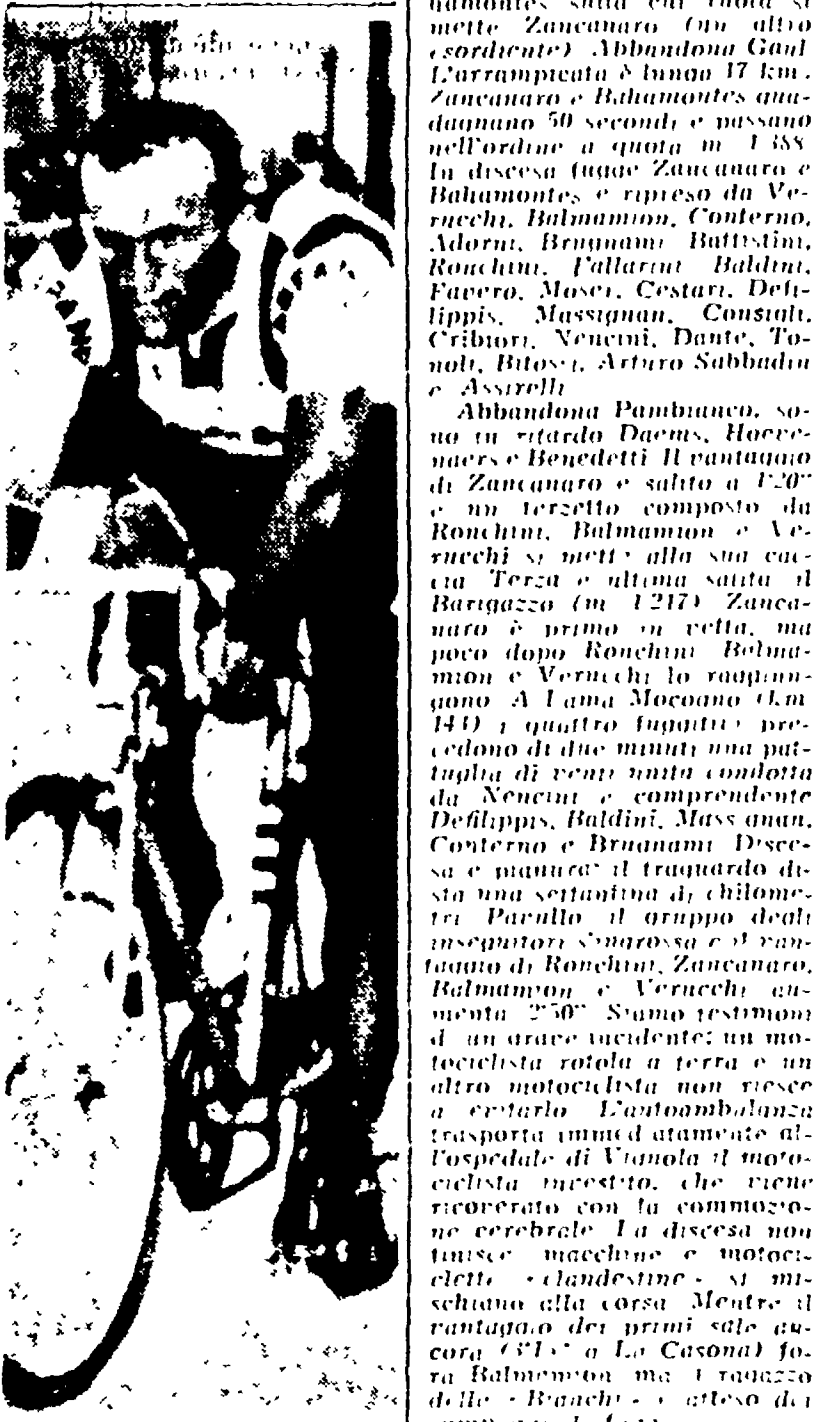 mette Zancanaro (un altro
esordiente) Abbandona Gaul
L'arrampicata è lunga 17 km.
Zancanaro e Bahamontes gua-
dagnano 50 secondi e passano
nell'ordine a quota m 1388
In discesa fugge Zancanaro e
Bahamontes e ripreso da Ve-
rucchi, Balmamion, Conterno,
Adorni, Brugnami Battistini,
Ronchini, Fallarini Baldini,
Favero, Moser, Cestari, Defi-
lippis, Massignan, Consigli,
Cribiori, Nencini, Dante, To-
noli, Bitossi, Arturo Sabbadin
e Assirelli
Abbandona Pambianco, so-
no in ritardo Daems, Hoeve-
naers e Benedetti Il vantaggio
di Zancanaro e salito a 1'20"
e un terzetto composto da
Ronchini, Balmamion e Ve-
rucchi si mette alla sua cac-
cia Terza e ultima salita il
Barigazzo (m 1217) Zanca-
naro è primo in vetta, ma
poco dopo Ronchini Balma-
mion e Verucchi lo raggiun-
gono A Lama Mocogno (km
143) i quattro fuggitivi pre-
cedono di due minuti una pat-
tuglia di venti unità condotta
da Nencini e comprendente
Defilippis, Baldini, Massignan,
Conterno e Brugnami Disce-
sa e pianura: il traguardo di-
sta una settantina di chilome-
tri Pavullo il gruppo degli
inseguitori s'ingrossa e il van-
taggio di Ronchini, Zancanaro,
Balmamion e Verucchi au-
menta 2'50" Siamo testimoni
d un grave incidente: un mo-
tociclista rotola a terra e un
altro motociclista non riesce
a evitarlo L'autoambulanza
trasporta immediatamente al-
l'ospedale di Vignola il moto-
ciclista investito, che viene
ricoverato con la commozio-
ne cerebrale La discesa non
finisce macchine e motoci-
clette «clandestine» si mi-
schiano alla corsa Mentre il
vantaggio dei primi sale an-
cora (3'15" a La Casona) fo-
ra Balmamion ma il ragazzo
della «Bianchi» è atteso dai